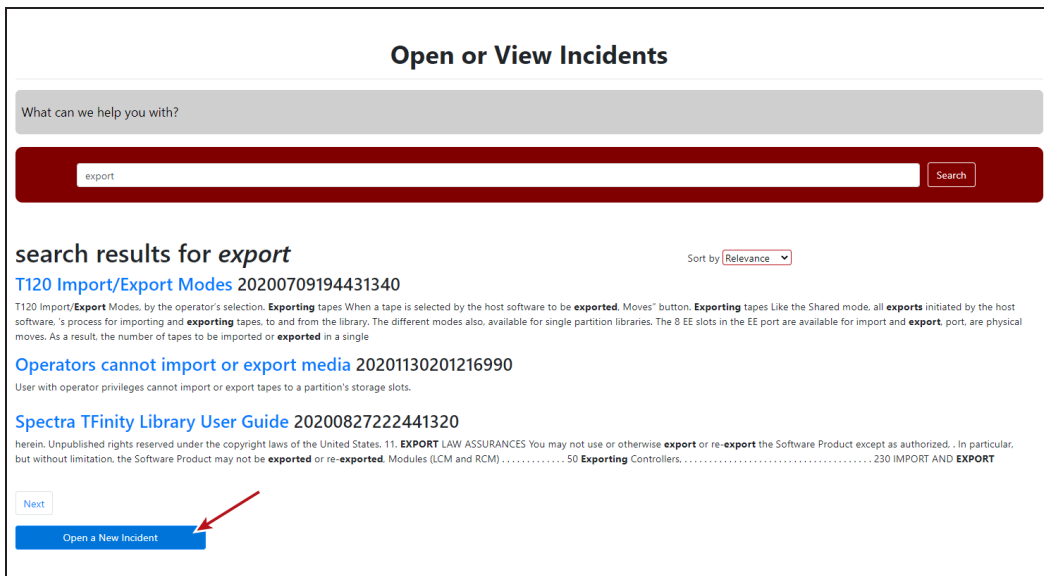 Open or View Incidents
What can we help you with?
export
Search
search results for export
Sort by Relevance
T120 Import/Export Modes 20200709194431340
T120 Import/Export Modes, by the operator's selection. Exporting tapes When a tape is selected by the host software to be exported, Moves" button. Exporting tapes Like the Shared mode, all exports initiated by the host
software, 's process for importing and exporting tapes, to and from the library. The different modes also, available for single partition libraries. The 8 EE slots in the EE port are available for import and export, port, are physical
moves. As a result, the number of tapes to be imported or exported in a single
Operators cannot import or export media 20201130201216990
User with operator privileges cannot import or export tapes to a partition's storage slots.
Spectra TFinity Library User Guide 20200827222441320
herein. Unpublished rights reserved under the copyright laws of the United States. 11. EXPORT LAW ASSURANCES You may not use or otherwise export or re-export the Software Product except as authorized, . In particular,
but without limitation, the Software Product may not be exported or re-exported, Modules (LCM and RCM) . . . . . . . . . . . . . 50 Exporting Controllers, . . . . . . . . . . . . . . . . . . . . . . . . . . . . . . . . . . . . . . 230 IMPORT AND EXPORT
Next
Open a New Incident